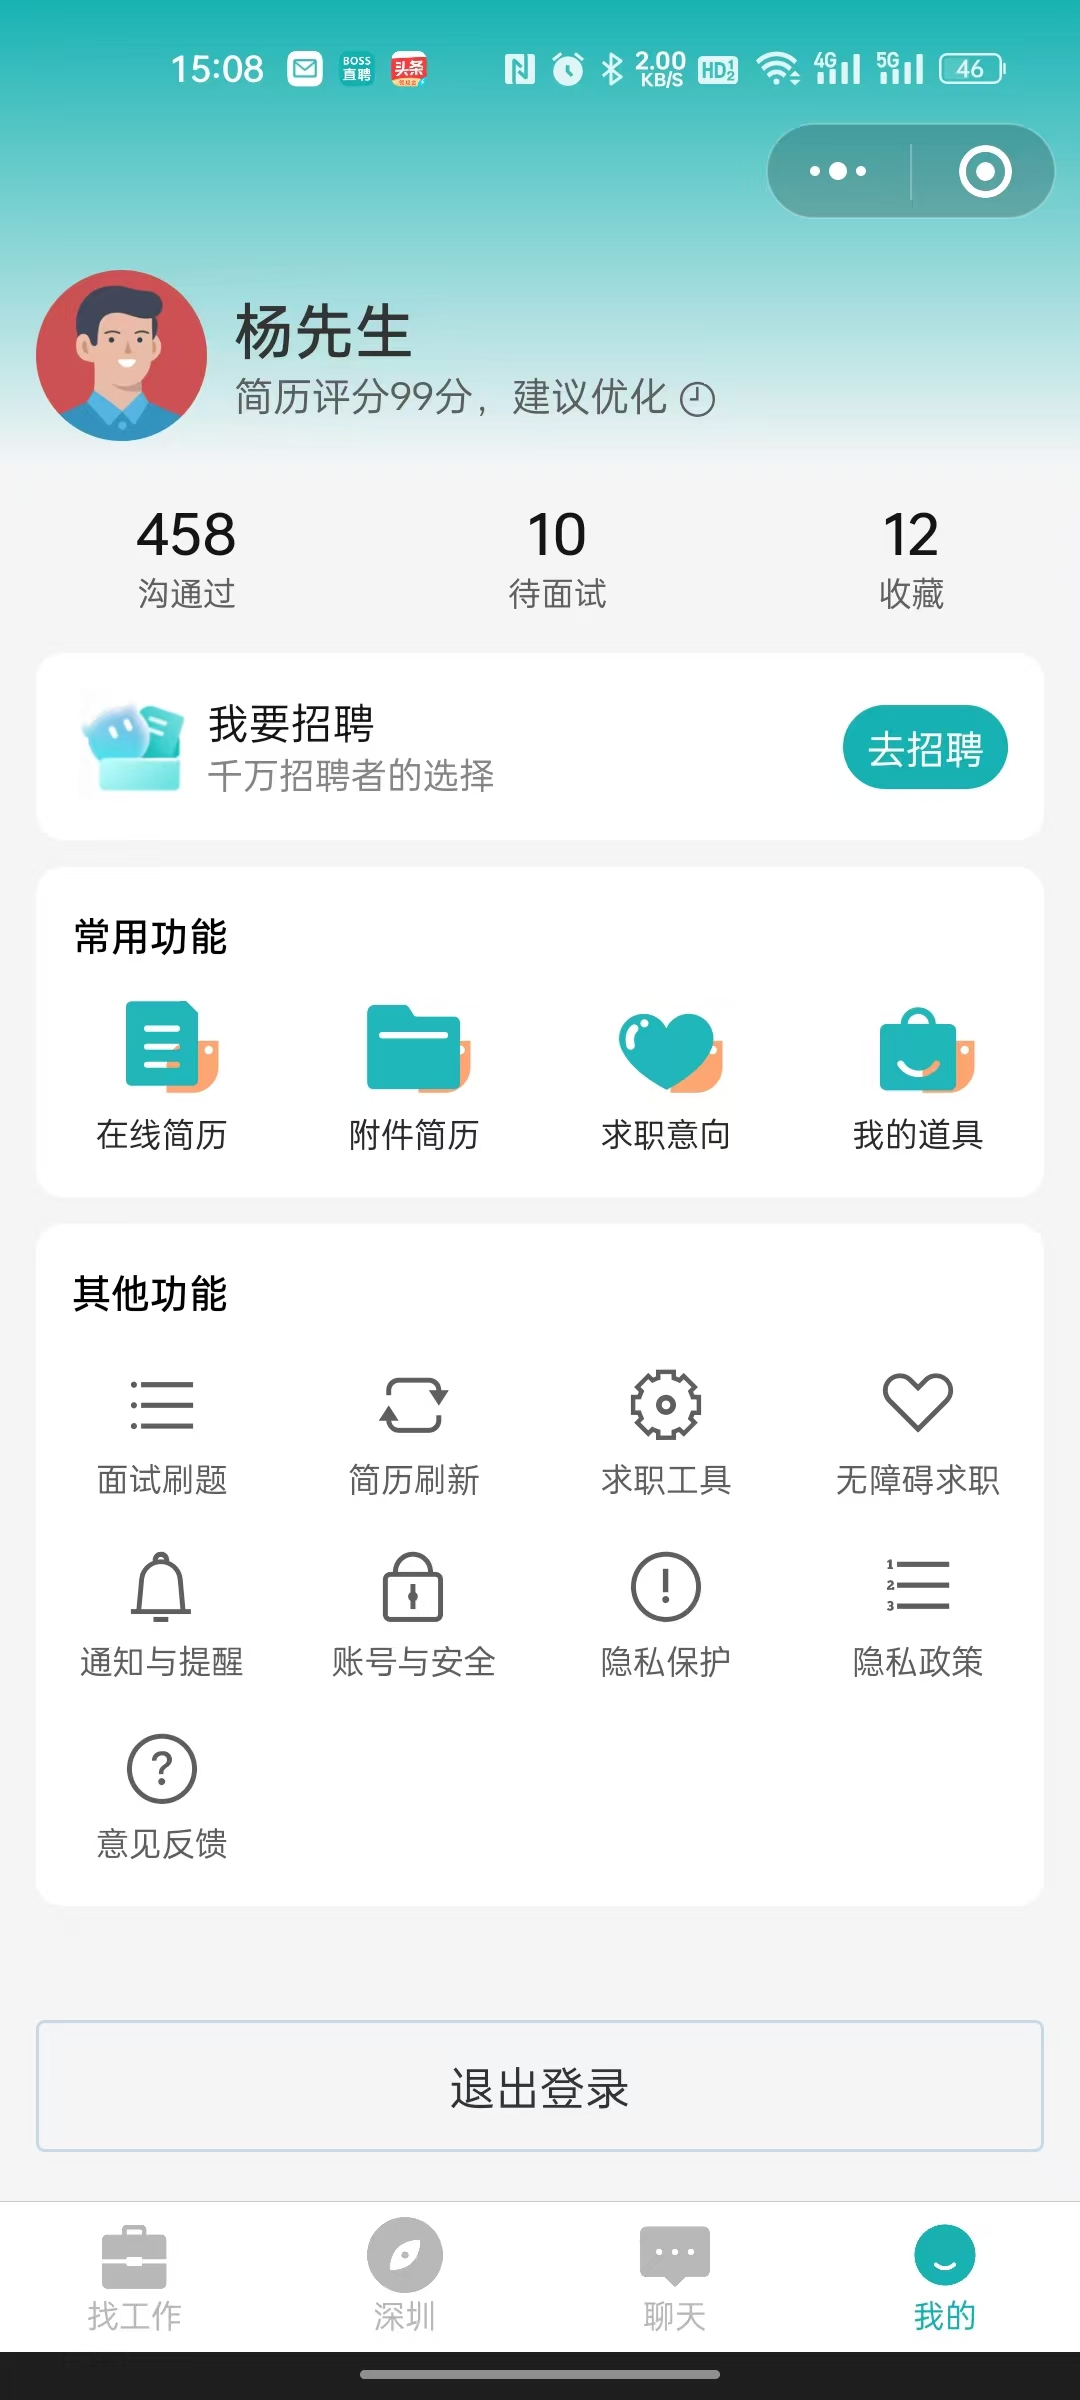 15:08
BOSS
直聘
头条
2.00
KB/S
HD 1 2
4G
5G
46
杨先生
简历评分99分，建议优化
458
10
12
沟通过
待面试
收藏
我要招聘
千万招聘者的选择
去招聘
常用功能
在线简历
附件简历
求职意向
我的道具
其他功能
面试刷题
简历刷新
求职工具
无障碍求职
1
2
3
通知与提醒
账号与安全
隐私保护
隐私政策
意见反馈
退出登录
找工作
深圳
聊天
我的